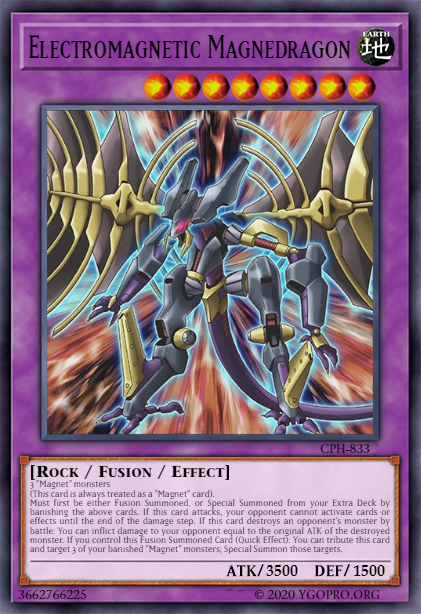 ELECTROMAGNETIC MAGNEDRAGON
EARTH
地
CPH-833
[ROCK / FUSION / EFFECT]
3 "Magnet" monsters
(This card is always treated as a "Magnet" card).
Must first be either Fusion Summoned, or Special Summoned from your Extra Deck by
banishing the above cards. If this card attacks, your opponent cannot activate cards or
effects until the end of the damage step. If this card destroys an opponent's monster by
battle: You can inflict damage to your opponent equal to the original ATK of the destroyed
monster. If you control this Fusion Summoned Card (Quick Effect): You can tribute this card
and target 3 of your banished "Magnet" monsters; Special Summon those targets.
ATK/3500 DEF/1500
3662766225
© 2020 YGOPRO.ORG